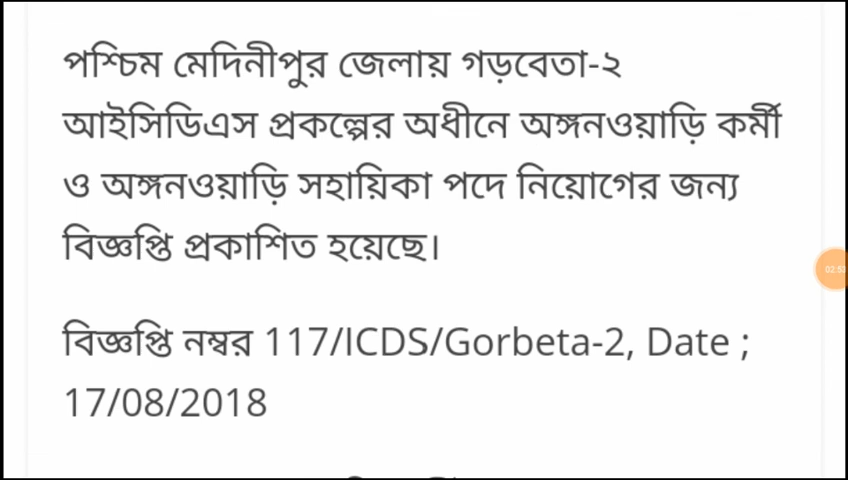 পশ্চিম মেদিনীপুর জেলায় গড়বেতা-২
আইসিডিএস প্রকল্পের অধীনে অঙ্গনওয়াড়ি কর্মী
ও অঙ্গনওয়াড়ি সহায়িকা পদে নিয়োগের জন্য
বিজ্ঞপ্তি প্রকাশিত হয়েছে।
বিজ্ঞপ্তি নম্বর 117/ICDS/Gorbeta-2, Date ;
17/08/2018